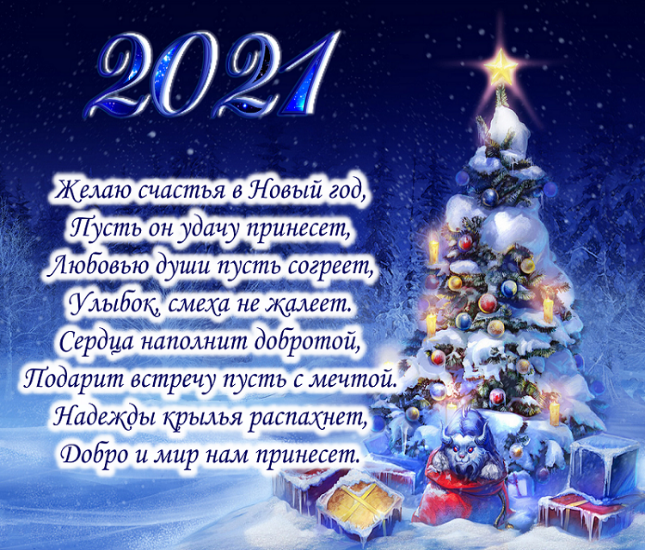 2021
Желаю счастья в Новый год,
Пусть он удачу принесет,
Любовью души пусть согреет,
Улыбок, смеха не жалеет.
Сердца наполнит добротой,
Подарит встречу пусть с мечтой.
Надежды крылья распахнет,
Добро и мир нам принесет.